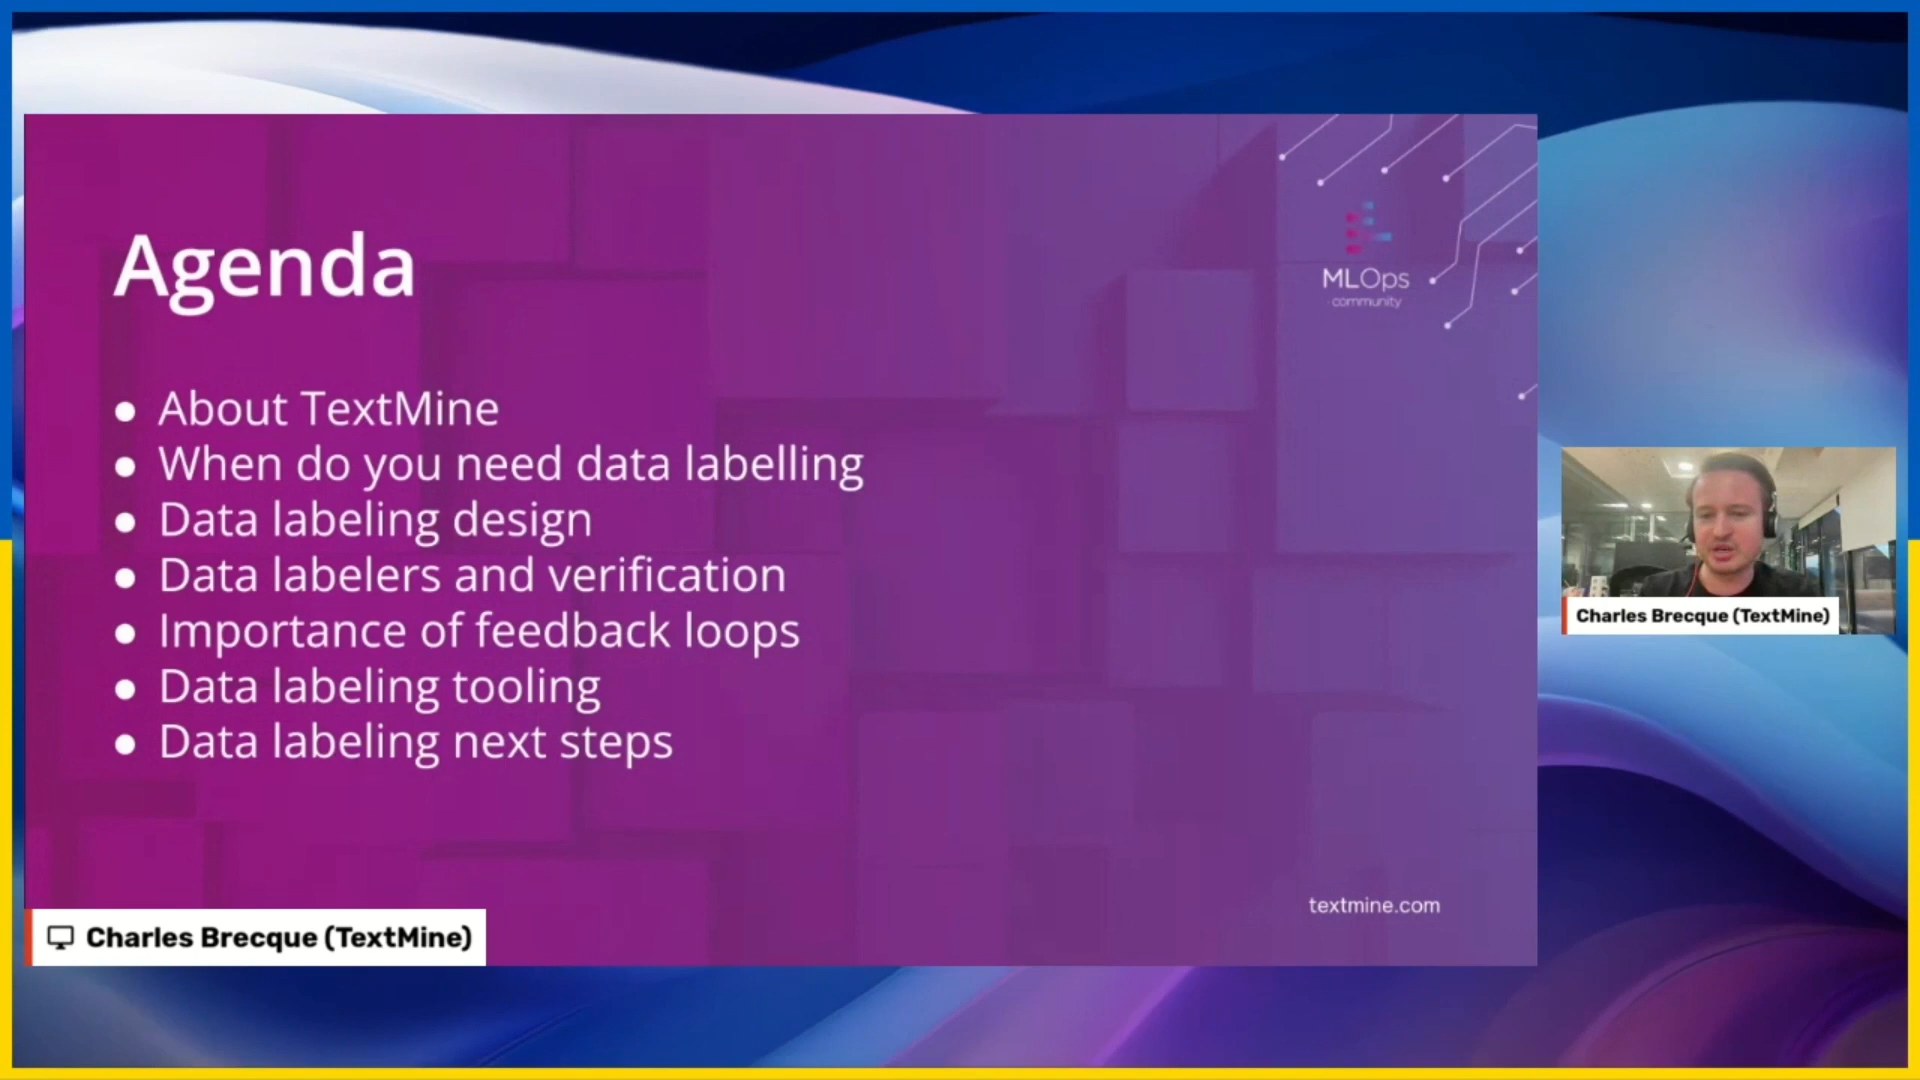 Agenda
MLOps
community
• About TextMine
• When do you need data labelling
• Data labeling design
• Data labelers and verification
• Importance of feedback loops
• Data labeling tooling
• Data labeling next steps
Charles Brecque (TextMine)
textmine.com
Charles Brecque (TextMine)